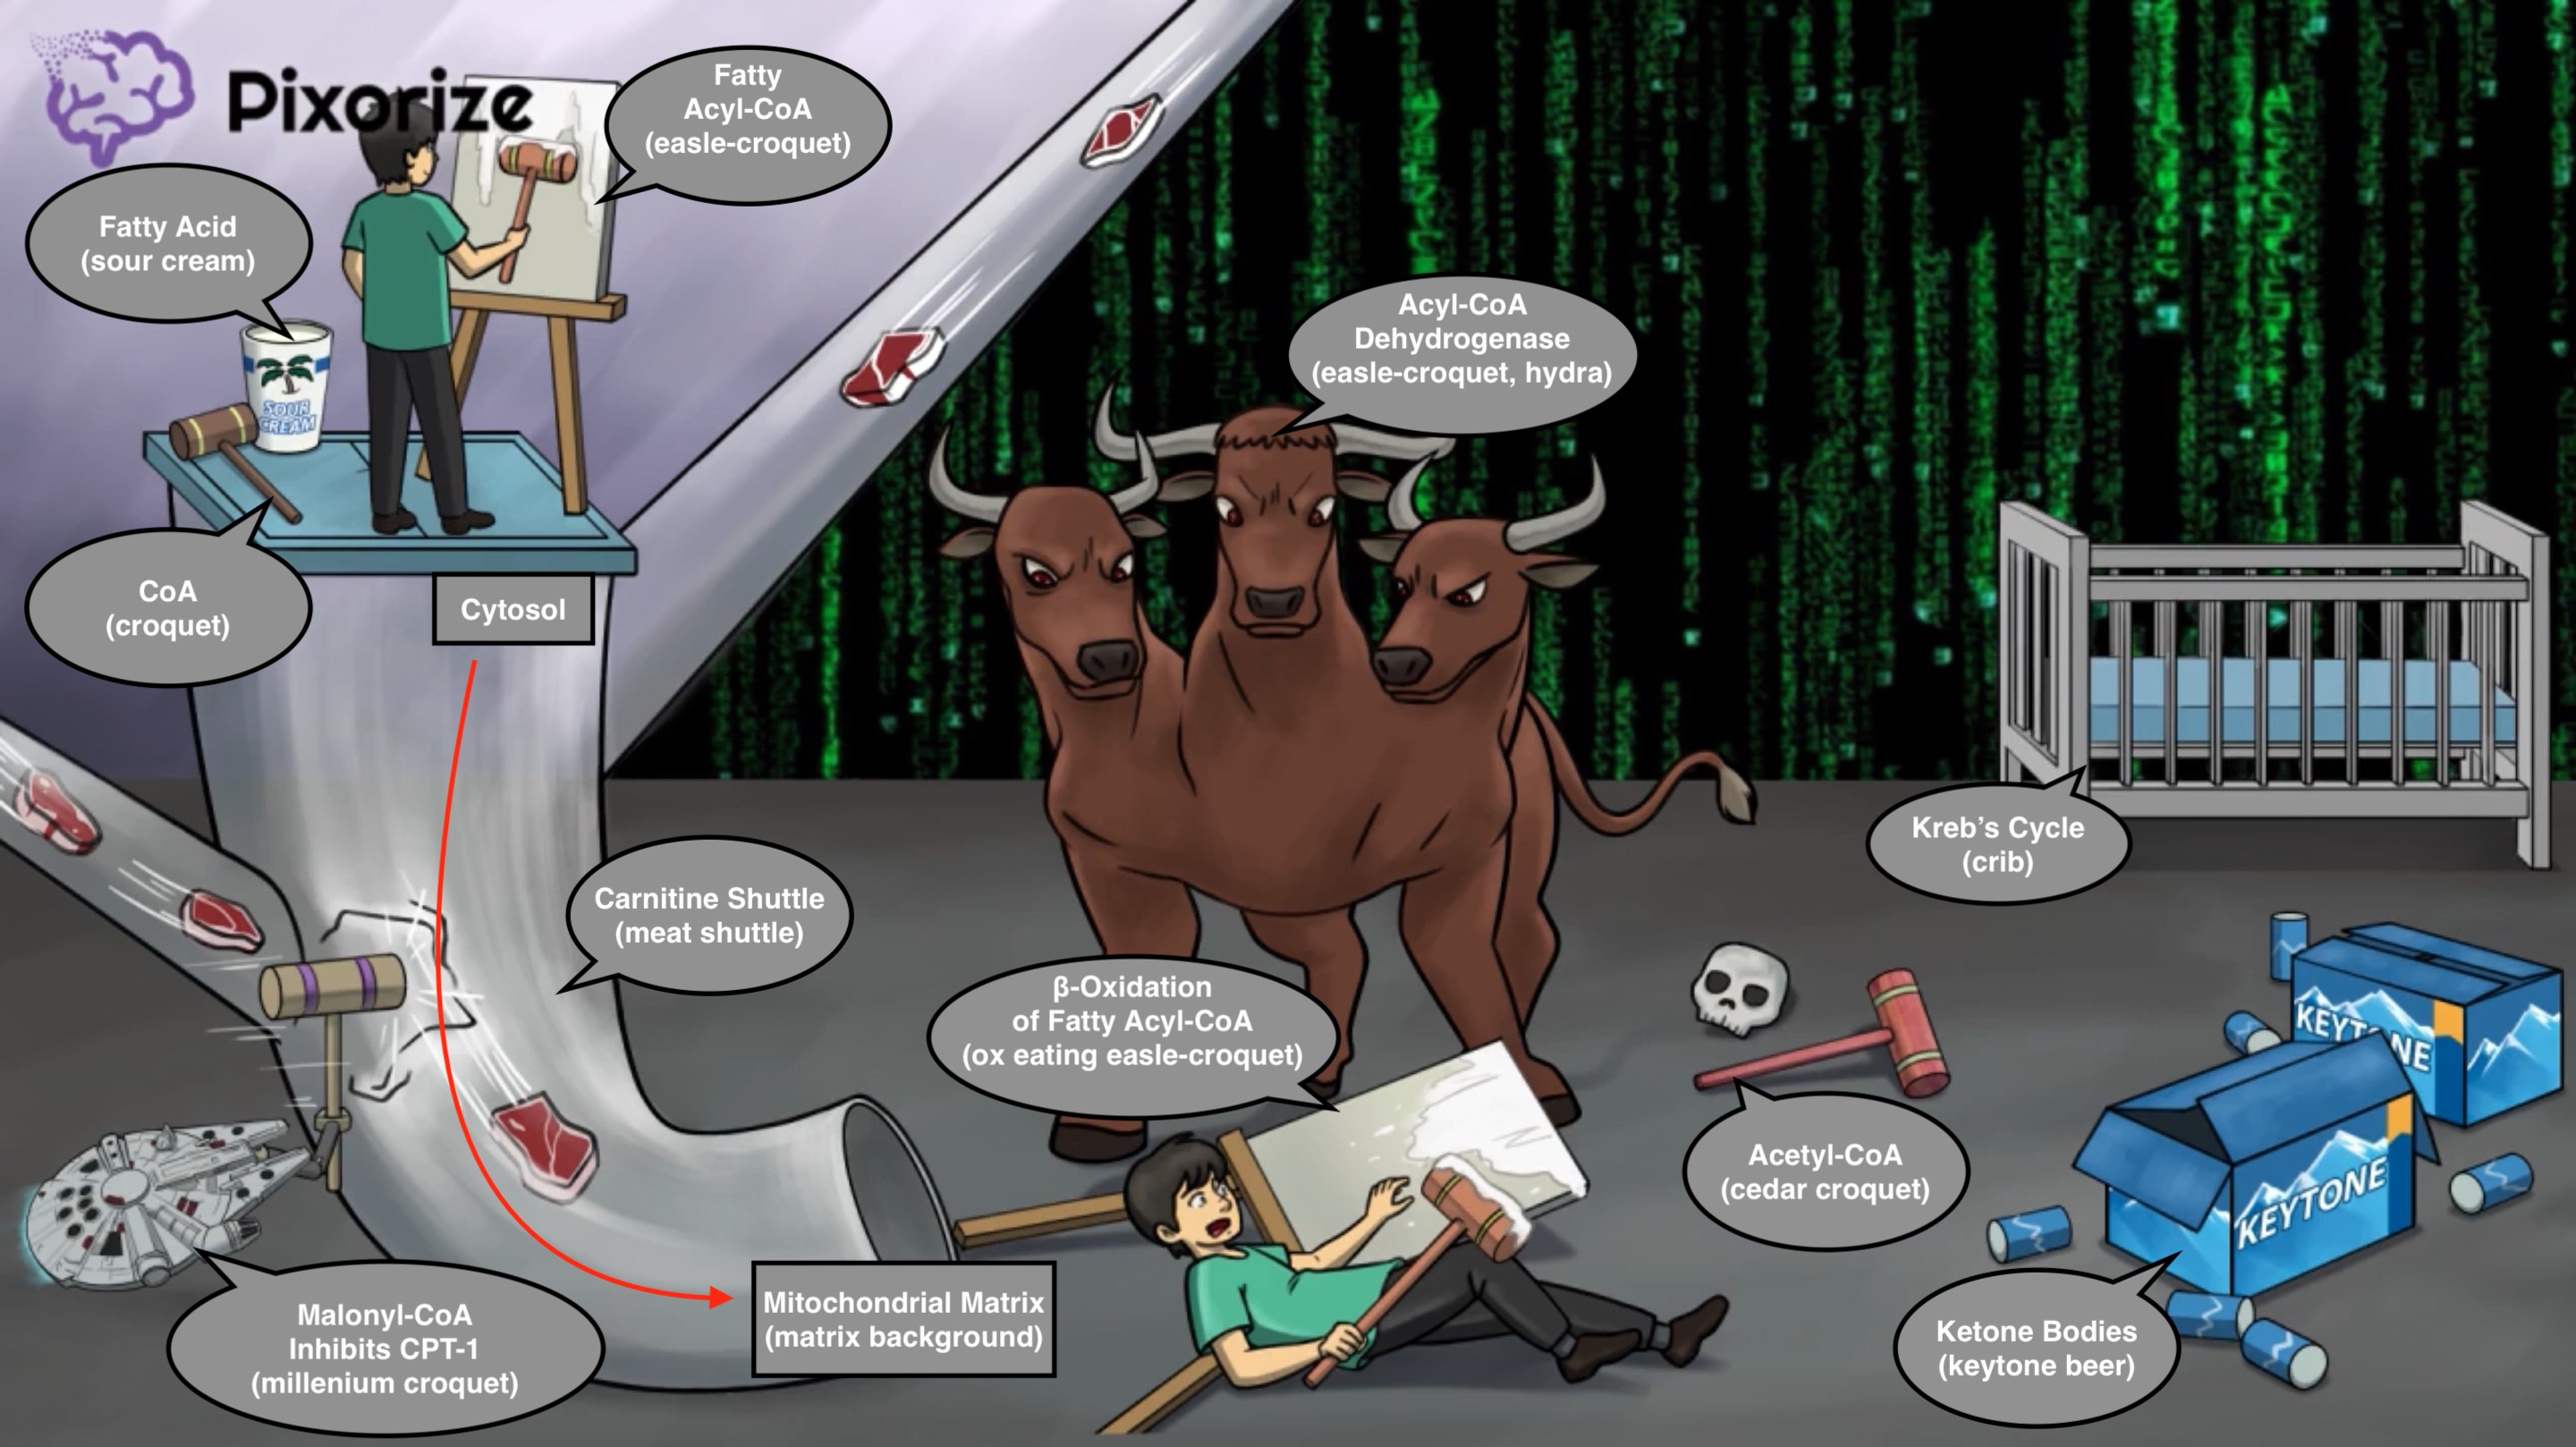 Pixorize
Fatty
Acyl-CoA
(easle-croquet)
Fatty Acid
(sour cream)
SOUR
CREAM
CoA
(croquet)
Cytosol
Acyl-CoA
Dehydrogenase
(easle-croquet, hydra)
Carnitine Shuttle
(meat shuttle)
Kreb’s Cycle
(crib)
β-Oxidation
of Fatty Acyl-CoA
(ox eating easle-croquet)
Acetyl-CoA
(cedar croquet)
KEYTONE
KEYTONE
Malonyl-CoA
Inhibits CPT-1
(millenium croquet)
Mitochondrial Matrix
(matrix background)
Ketone Bodies
(keytone beer)